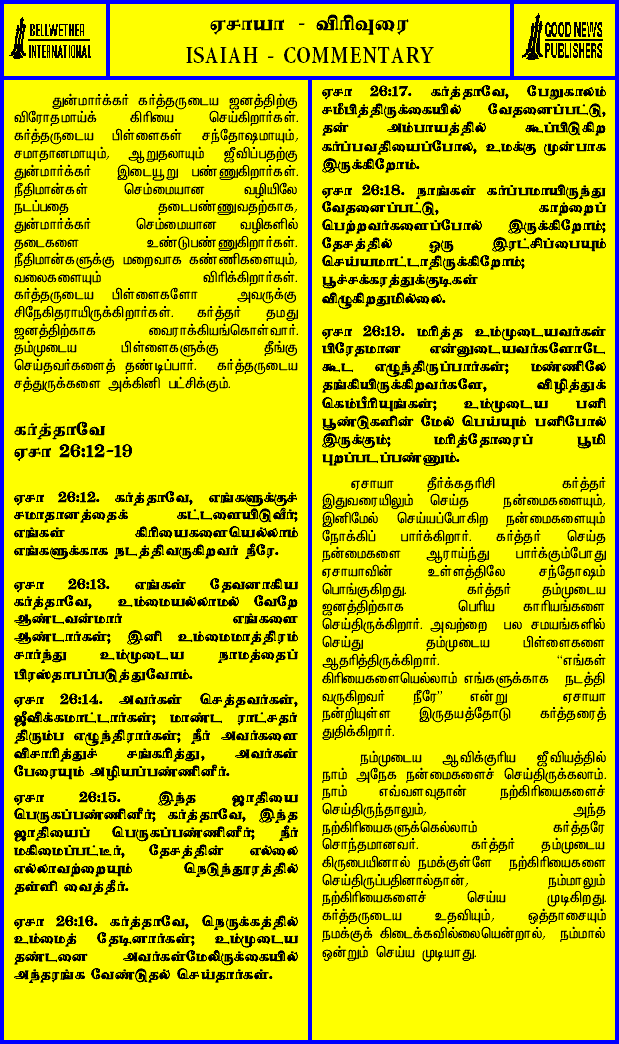 BELLWETHER
INTERNATIONAL
ஏசாயா - விரிவுரை
ISAIAH - COMMENTARY
GOOD NEWS
PUBLISHERS
துன்மார்க்கர் கர்த்தருடைய ஜனத்திற்கு
விரோதமாய்க் கிரியை செய்கிறார்கள்.
கர்த்தருடைய பிள்ளைகள் சந்தோஷமாயும்,
சமாதானமாயும், ஆறுதலாயும் ஜீவிப்பதற்கு
துன்மார்க்கர் இடையூறு பண்ணுகிறார்கள்.
நீதிமான்கள் செம்மையான வழியிலே
நடப்பதை தடைபண்ணுவதற்காக,
துன்மார்க்கர் செம்மையான வழிகளில்
தடைகளை உண்டுபண்ணுகிறார்கள்.
நீதிமான்களுக்கு மறைவாக கண்ணிகளையும்,
வலைகளையும் விரிக்கிறார்கள்.
கர்த்தருடைய பிள்ளைகளோ அவருக்கு
சிநேகிதராயிருக்கிறார்கள். கர்த்தர் தமது
ஜனத்திற்காக வைராக்கியங்கொள்வார்.
தம்முடைய பிள்ளைகளுக்கு தீங்கு
செய்தவர்களைத் தண்டிப்பார். கர்த்தருடைய
சத்துருக்களை அக்கினி பட்சிக்கும்.
கர்த்தாவே
ஏசா 26:12-19
ஏசா 26:12. கர்த்தாவே, எங்களுக்குச்
சமாதானத்தைக் கட்டளையிடுவீர்;
எங்கள் கிரியைகளையெல்லாம்
எங்களுக்காக நடத்திவருகிறவர் நீரே.
ஏசா 26:13. எங்கள் தேவனாகிய
கர்த்தாவே, உம்மையல்லாமல் வேறே
ஆண்டவன்மார் எங்களை
ஆண்டார்கள்; இனி உம்மைமாத்திரம்
சார்ந்து உம்முடைய நாமத்தைப்
பிரஸ்தாபப்படுத்துவோம்.
ஏசா 26:14. அவர்கள் செத்தவர்கள்,
ஜீவிக்கமாட்டார்கள்; மாண்ட ராட்சதர்
திரும்ப எழுந்திரார்கள்; நீர் அவர்களை
விசாரித்துச் சங்கரித்து, அவர்கள்
பேரையும் அழியப்பண்ணினீர்.
ஏசா 26:15. இந்த ஜாதியை
பெருகப்பண்ணினீர்; கர்த்தாவே, இந்த
ஜாதியைப் பெருகப்பண்ணினீர்; நீர்
மகிமைப்பட்டீர், தேசத்தின் எல்லை
எல்லாவற்றையும் நெடுந்தூரத்தில்
தள்ளி வைத்தீர்.
ஏசா 26:16. கர்த்தாவே, நெருக்கத்தில்
உம்மைத் தேடினார்கள்; உம்முடைய
தண்டனை அவர்கள்மேலிருக்கையில்
அந்தரங்க வேண்டுதல் செய்தார்கள்.
ஏசா 26:17. கர்த்தாவே, பேறுகாலம்
சமீபித்திருக்கையில் வேதனைப்பட்டு,
தன் அம்பாயத்தில் கூப்பிடுகிற
கர்ப்பவதியைப்போல, உமக்கு முன்பாக
இருக்கிறோம்.
ஏசா 26:18. நாங்கள் கர்ப்பமாயிருந்து
வேதனைப்பட்டு, காற்றைப்
பெற்றவர்களைப்போல் இருக்கிறோம்;
தேசத்தில் ஒரு இரட்சிப்பையும்
செய்யமாட்டாதிருக்கிறோம்;
பூச்சக்கரத்துக்குடிகள்
விழுகிறதுமில்லை.
ஏசா 26:19. மரித்த உம்முடையவர்கள்
பிரேதமான என்னுடையவர்களோடே
கூட எழுந்திருப்பார்கள்; மண்ணிலே
தங்கியிருக்கிறவர்களே, விழித்துக்
கெம்பீரியுங்கள்; உம்முடைய பனி
பூண்டுகளின் மேல் பெய்யும் பனிபோல்
இருக்கும்; மரித்தோரைப் பூமி
புறப்படப்பண்ணும்.
ஏசாயா தீர்க்கதரிசி கர்த்தர்
இதுவரையிலும் செய்த நன்மைகளையும்,
இனிமேல் செய்யப்போகிற நன்மைகளையும்
நோக்கிப் பார்க்கிறார். கர்த்தர் செய்த
நன்மைகளை ஆராய்ந்து பார்க்கும்போது
ஏசாயாவின் உள்ளத்திலே சந்தோஷம்
பொங்குகிறது. கர்த்தர் தம்முடைய
ஜனத்திற்காக பெரிய காரியங்களை
செய்திருக்கிறார். அவற்றை பல சமயங்களில்
செய்து தம்முடைய பிள்ளைகளை
ஆதரித்திருக்கிறார். "எங்கள்
கிரியைகளையெல்லாம் எங்களுக்காக நடத்தி
வருகிறவர் நீரே" என்று ஏசாயா
நன்றியுள்ள இருதயத்தோடு கர்த்தரைத்
துதிக்கிறார்.
நம்முடைய ஆவிக்குரிய ஜீவியத்தில்
நாம் அநேக நன்மைகளைச் செய்திருக்கலாம்.
நாம் எவ்வளவுதான் நற்கிரியைகளைச்
செய்திருந்தாலும், அந்த
நற்கிரியைகளுக்கெல்லாம் கர்த்தரே
சொந்தமானவர். கர்த்தர் தம்முடைய
கிருபையினால் நமக்குள்ளே நற்கிரியைகளை
செய்திருப்பதினால்தான், நம்மாலும்
நற்கிரியைகளைச் செய்ய முடிகிறது.
கர்த்தருடைய உதவியும், ஒத்தாசையும்
நமக்குக் கிடைக்கவில்லையென்றால், நம்மால்
ஒன்றும் செய்ய முடியாது.